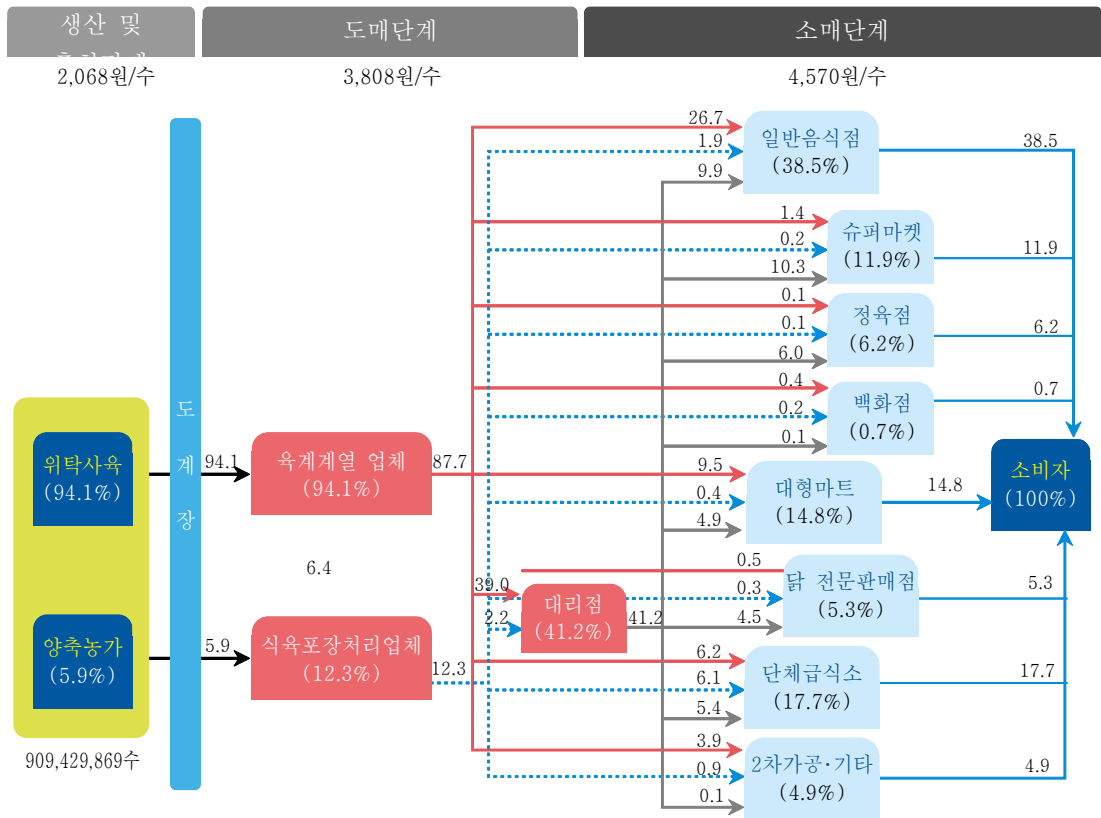 생산 및
도매단계
소매단계
2,068원/수
3,808원/수
4,570원/수
도
계
장
위탁사육
(94.1%)
양축농가
(5.9%)
909,429,869수
94.1
5.9
육계계열 업체
(94.1%)
87.7
6.4
식육포장처리업체
(12.3%)
12.3
39.0
2.2
대리점
(41.2%)
41.2
26.7
1.9
9.9
일반음식점
(38.5%)
38.5
1.4
0.2
10.3
슈퍼마켓
(11.9%)
11.9
0.1
0.1
6.0
정육점
(6.2%)
6.2
0.4
0.2
0.1
백화점
(0.7%)
0.7
9.5
0.4
4.9
대형마트
(14.8%)
14.8
0.5
0.3
4.5
닭 전문판매점
(5.3%)
5.3
6.2
6.1
5.4
단체급식소
(17.7%)
17.7
3.9
0.9
0.1
2차가공·기타
(4.9%)
4.9
소비자
(100%)